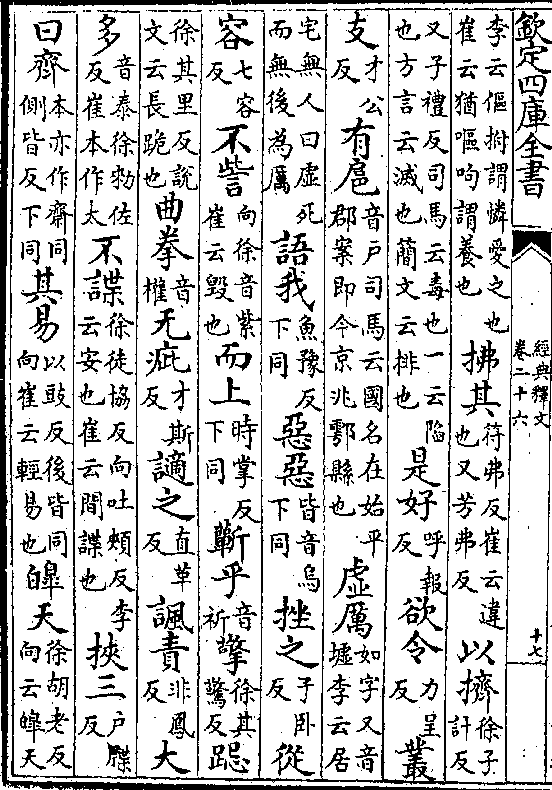 欽定四庫全書
經典釋文
卷二十六
十七
李云傴拊謂憐愛之也崔云猶嘔呴謂養也拂其符弗反崔云違也又芳弗反以擠徐子計反
又子禮反司馬云毒也一云陷也方言云滅也簡文云排也是好呼報反欲令力呈反叢
支才公反有扈音户司馬云國名在始平郡案即今京兆鄠縣也虛厲如字又音墟李云居
宅無人曰虛死而無後為厲語我魚豫反下同惡惡皆音烏下同挫之子卧反從
容七容反不訾向徐音紫崔云毁也而上時掌反下同蘄乎音祈擎徐其驚反跽
徐其里反説文云長跪也曲拳音權无疵才斯反讁之直革反諷責非鳳反大
多音泰徐勑佐反崔本作太不諜徐徒協反向吐頰反李云安也崔云間諜也挾三户牒反
曰齊本亦作齋同側皆反下同其易以豉反後皆同向崔云輕易也皥天徐胡老反向云皥天